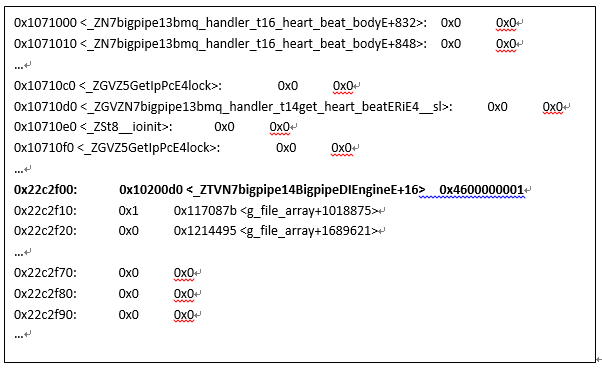 0x1071000 <_ZN7bigpipe13bmq_handler_t16_heart_beat_bodyE+832>: 0x0 0x0
0x1071010 <_ZN7bigpipe13bmq_handler_t16_heart_beat_bodyE+848>: 0x0 0x0
...
0x10710c0 <_ZGVZ5GetIpPcE4lock>: 0x0 0x0
0x10710d0 <_ZGVZN7bigpipe13bmq_handler_t14get_heart_beatERiE4__sl>: 0x0 0x0
0x10710e0 <_ZSt8__ioinit>: 0x0 0x0
0x10710f0 <_ZGVZ5GetIpPcE4lock>: 0x0 0x0
...
0x22c2f00: 0x10200d0 <_ZTVN7bigpipe14BigpipeDIEngineE+16> 0x4600000001
0x22c2f10: 0x1 0x117087b <g_file_array+1018875>
0x22c2f20: 0x0 0x1214495 <g_file_array+1689621>
...
0x22c2f70: 0x0 0x0
0x22c2f80: 0x0 0x0
0x22c2f90: 0x0 0x0
...